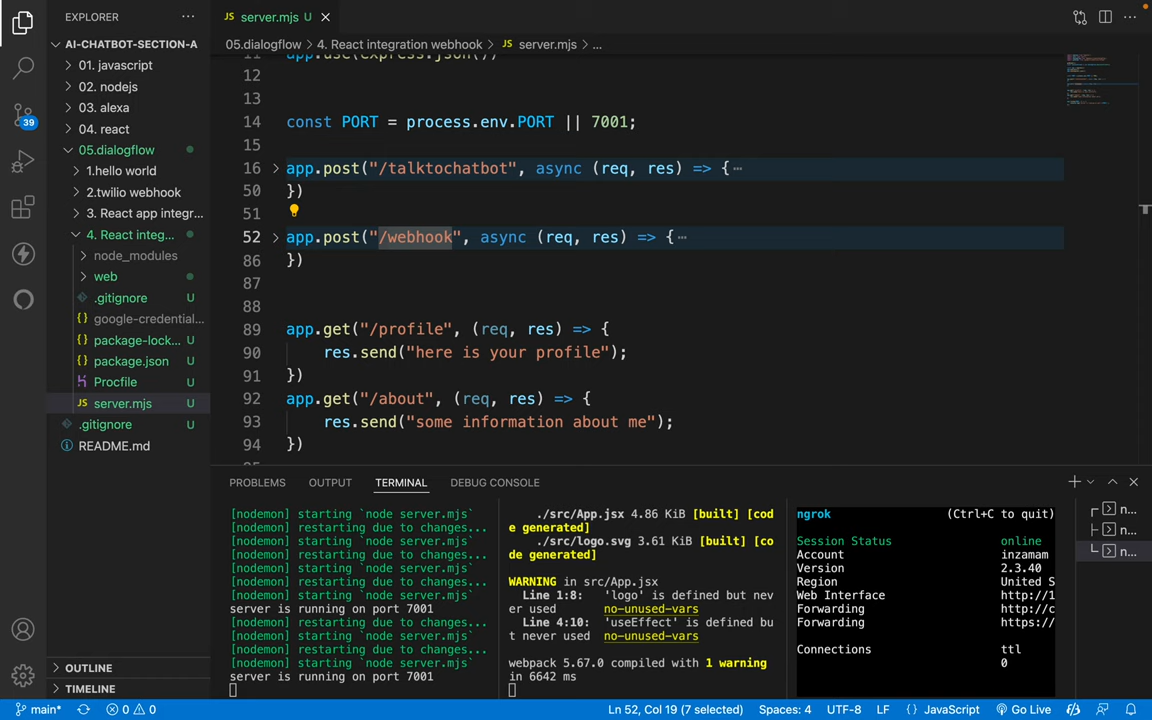 EXPLORER ···
AI-CHATBOT-SECTION-A
01. javascript
02. nodejs
03. alexa
04. react
05.dialogflow
1.hello world
2.twilio webhook
3. React app integr...
4. React integ...
node_modules
web
.gitignore U
google-credential...
package-lock... U
package.json U
Procfile U
JS server.mjs U
.gitignore U
README.md
OUTLINE
TIMELINE
39
JS server.mjs U
05.dialogflow > 4. React integration webhook > JS server.mjs > ...
11 app.use(express.json())
12
13
14 const PORT = process.env.PORT || 7001;
15
16 app.post("/talktochatbot", async (req, res) => {···
50 })
51
52 app.post("/webhook", async (req, res) => {···
86 })
87
88
89 app.get("/profile", (req, res) => {
90 res.send("here is your profile");
91 })
92 app.get("/about", (req, res) => {
93 res.send("some information about me");
94 })
PROBLEMS OUTPUT TERMINAL DEBUG CONSOLE
[nodemon] starting `node server.mjs`
[nodemon] restarting due to changes...
[nodemon] starting `node server.mjs`
[nodemon] restarting due to changes...
[nodemon] restarting due to changes...
[nodemon] restarting due to changes...
[nodemon] starting `node server.mjs`
server is running on port 7001
[nodemon] restarting due to changes...
[nodemon] starting `node server.mjs`
[nodemon] restarting due to changes...
[nodemon] starting `node server.mjs`
server is running on port 7001
./src/App.jsx 4.86 KiB [built] [cod
e generated]
./src/logo.svg 3.61 KiB [built] [co
de generated]
WARNING in src/App.jsx
Line 1:8: 'logo' is defined but nev
er used no-unused-vars
Line 4:10: 'useEffect' is defined bu
t never used no-unused-vars
webpack 5.67.0 compiled with 1 warning
in 6642 ms
ngrok (Ctrl+C to quit)
Session Status online
Account inzamam
Version 2.3.40
Region United S
Web Interface http://1
Forwarding http://c
Forwarding https://
Connections ttl
0
n...
n...
n...
main* 0 0 Ln 52, Col 19 (7 selected) Spaces: 4 UTF-8 LF {} JavaScript Go Live